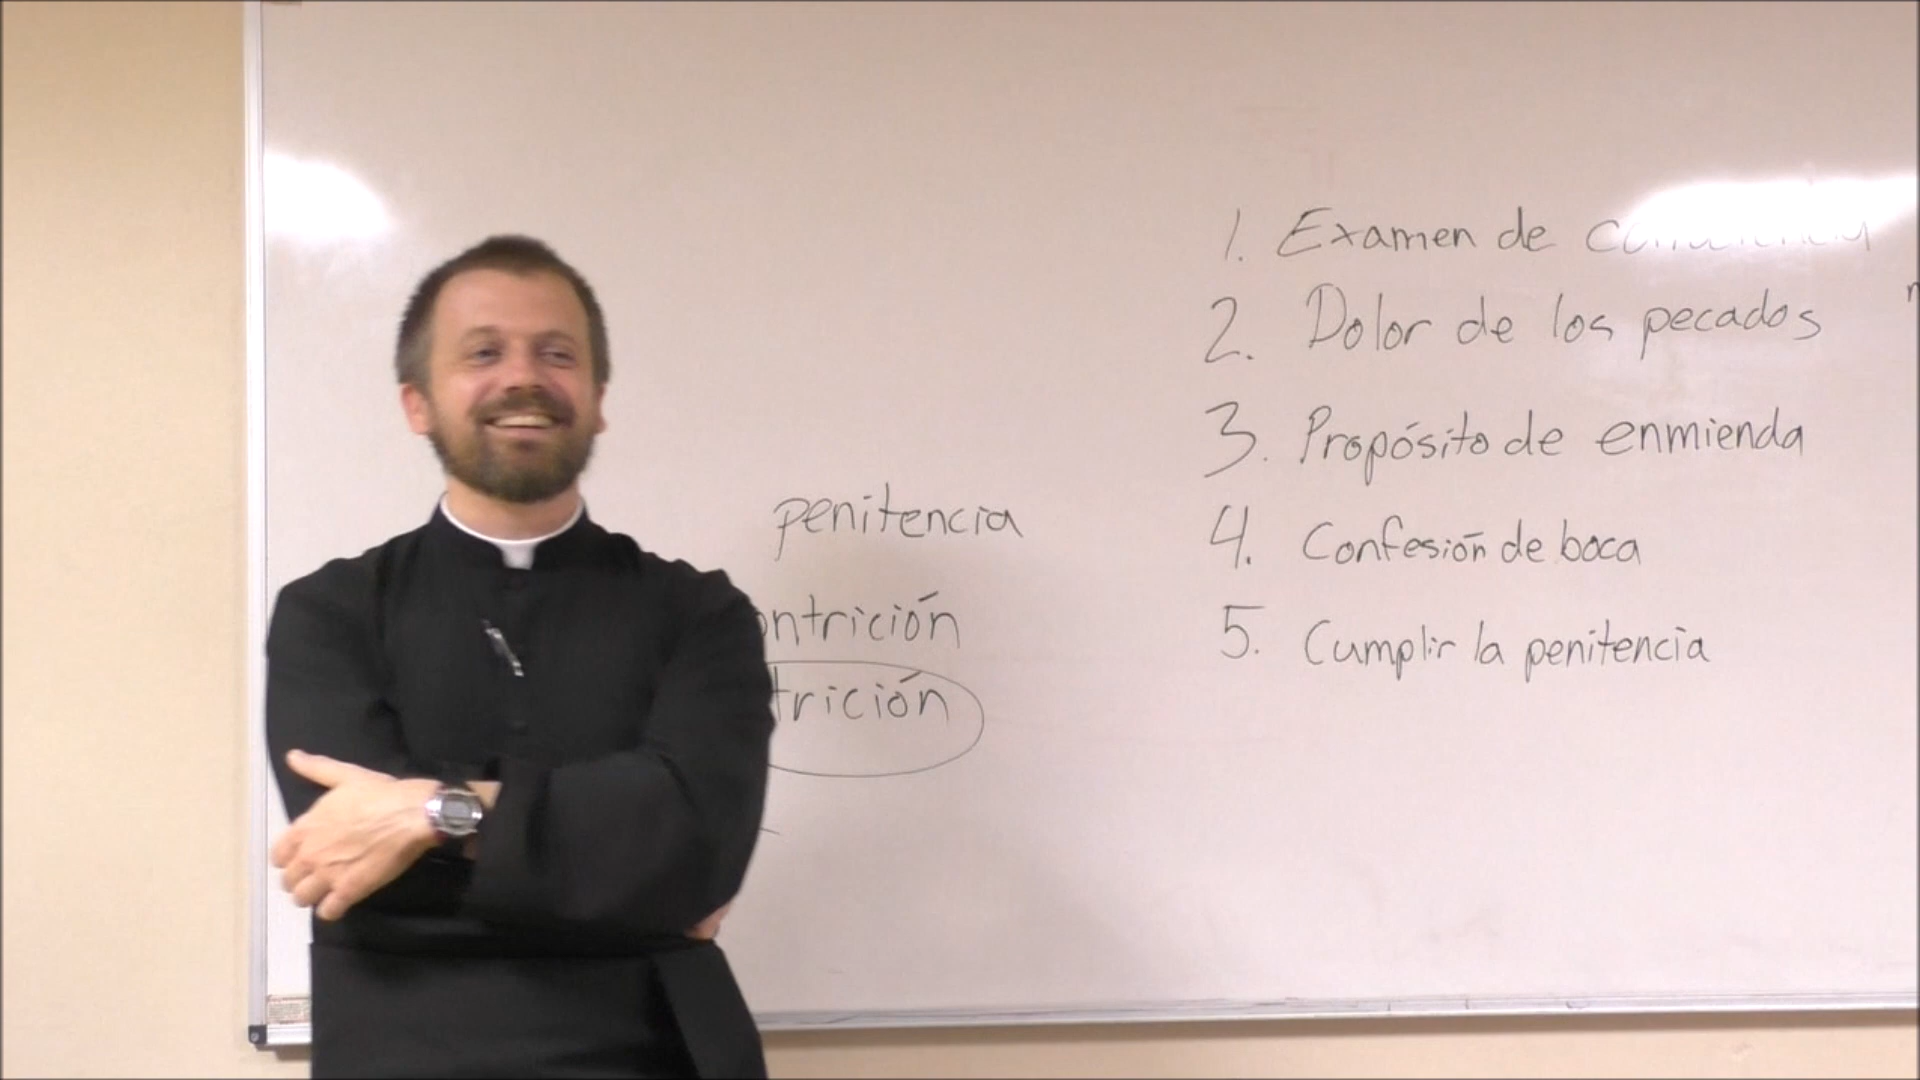 penitencia
ontrición
trición
1. Examen de
2. Dolor de los pecados
3. Propósito de enmienda
4. Confesión de boca
5. Cumplir la penitencia